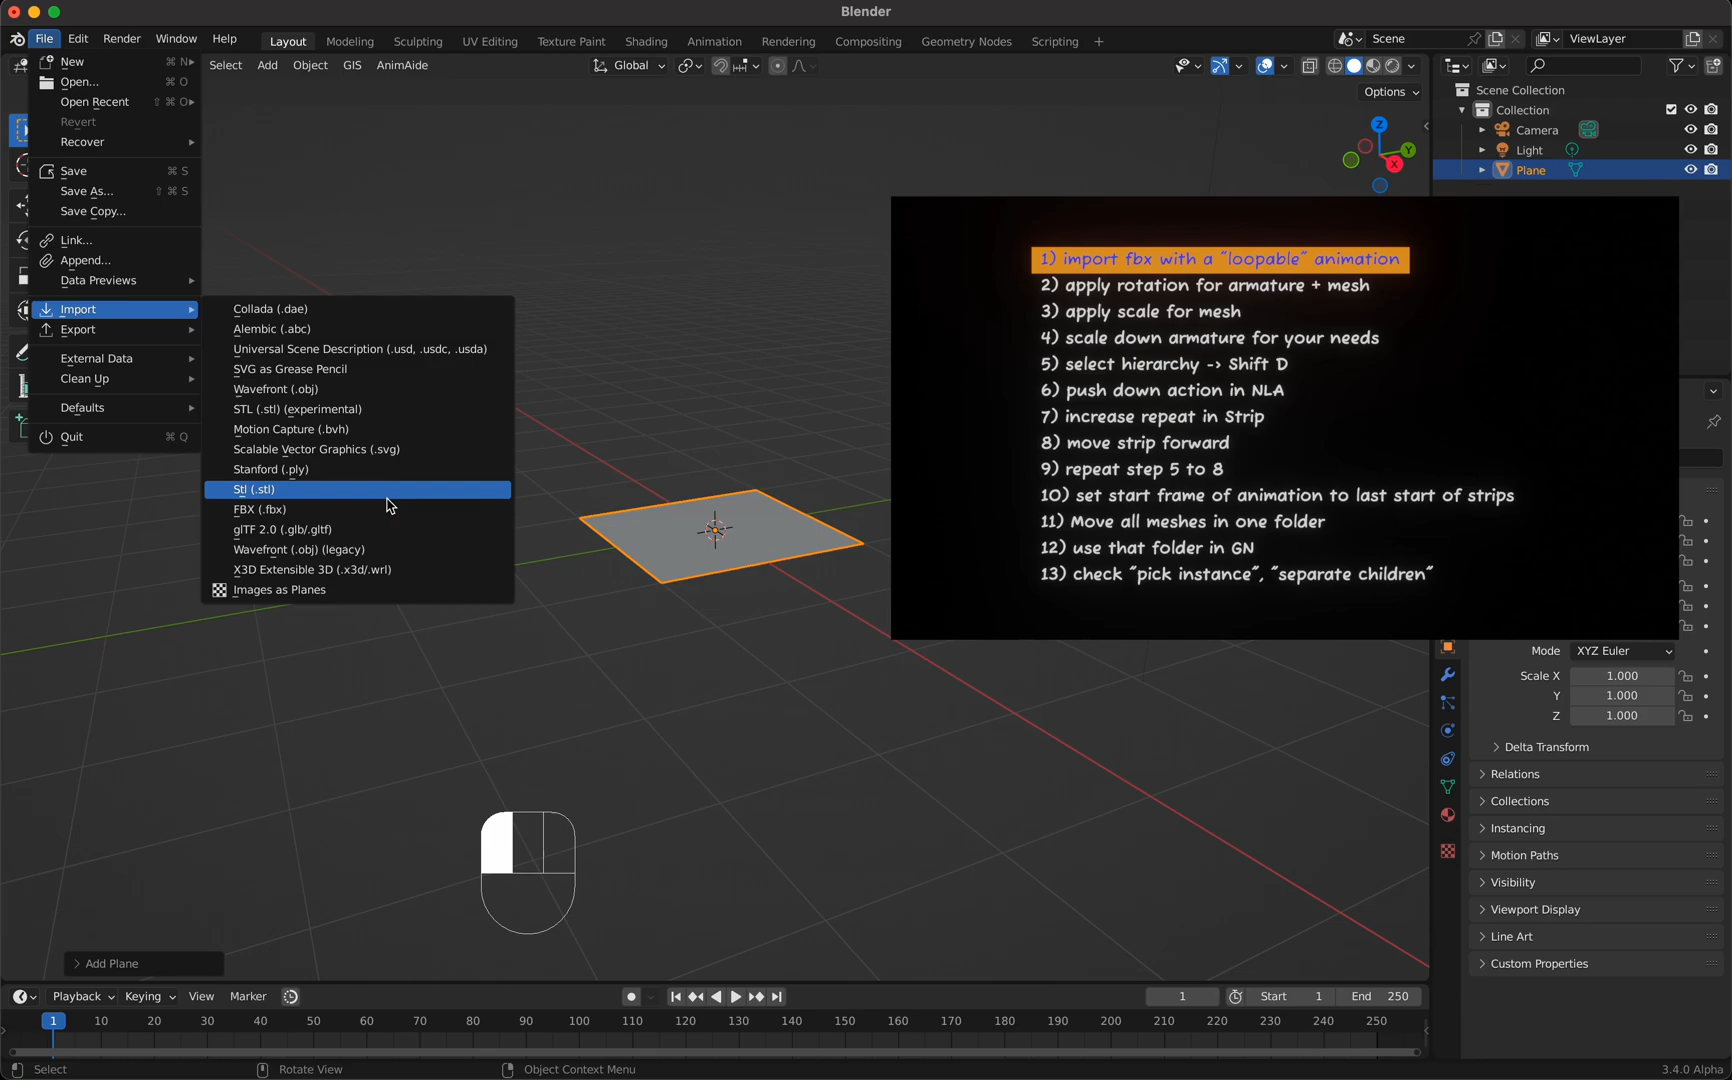 Blender
File Edit Render Window Help
Layout Modeling Sculpting UV Editing Texture Paint Shading Animation Rendering Compositing Geometry Nodes Scripting +
Scene
ViewLayer
Select Add Object GIS AnimAide
Global
Options
New ⌘ N
Open... ⌘ O
Open Recent ⇧ ⌘ O
Revert
Recover
Save ⌘ S
Save As... ⇧ ⌘ S
Save Copy...
Link...
Append...
Data Previews
Import
Export
External Data
Clean Up
Defaults
Quit ⌘ Q
Collada (.dae)
Alembic (.abc)
Universal Scene Description (.usd, .usdc, .usda)
SVG as Grease Pencil
Wavefront (.obj)
STL (.stl) (experimental)
Motion Capture (.bvh)
Scalable Vector Graphics (.svg)
Stanford (.ply)
Stl (.stl)
FBX (.fbx)
glTF 2.0 (.glb/.gltf)
Wavefront (.obj) (legacy)
X3D Extensible 3D (.x3d/.wrl)
Images as Planes
Z
Y
X
Scene Collection
Collection
Camera
Light
Plane
1) import fbx with a "loopable" animation
2) apply rotation for armature + mesh
3) apply scale for mesh
4) scale down armature for your needs
5) select hierarchy -> Shift D
6) push down action in NLA
7) increase repeat in Strip
8) move strip forward
9) repeat step 5 to 8
10) set start frame of animation to last start of strips
11) Move all meshes in one folder
12) use that folder in GN
13) check "pick instance", "separate children"
Mode XYZ Euler
Scale X 1.000
Y 1.000
Z 1.000
Delta Transform
Relations
Collections
Instancing
Motion Paths
Visibility
Viewport Display
Line Art
Custom Properties
Add Plane
Playback Keying View Marker
1 Start 1 End 250
1 10 20 30 40 50 60 70 80 90 100 110 120 130 140 150 160 170 180 190 200 210 220 230 240 250
Select Rotate View Object Context Menu 3.4.0 Alpha